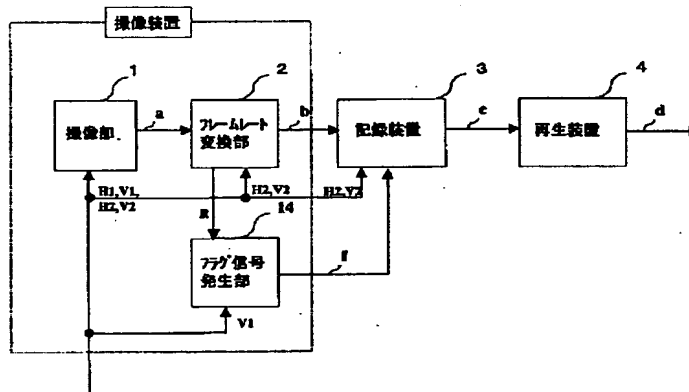 撮像装置
1
2
3
4
撮像部
a
フレームレート
変換部
b
記録装置
c
再生装置
d
H1,V1,
H2,V2
H2,V2
H2,V2
R
14
フラグ信号
発生部
f
V1